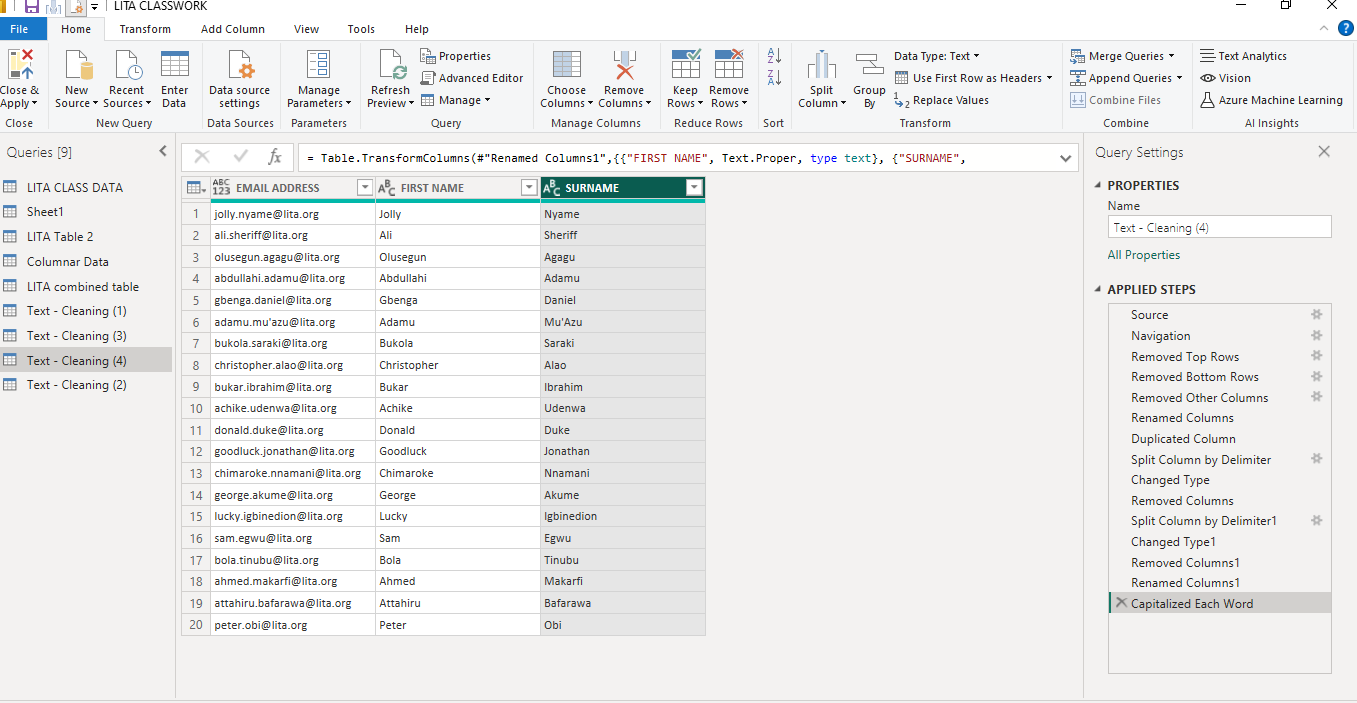 LITA CLASSWORK
File Home Transform Add Column View Tools Help
Close & Apply
New Source
Recent Sources
Enter Data
Data source settings
Manage Parameters
Refresh Preview
Properties
Advanced Editor
Manage
Choose Columns
Remove Columns
Keep Rows
Remove Rows
Split Column
Group By
Data Type: Text
Use First Row as Headers
Replace Values
Merge Queries
Append Queries
Combine Files
Text Analytics
Vision
Azure Machine Learning
Close New Query Data Sources Parameters Query Manage Columns Reduce Rows Sort Transform Combine AI Insights
Queries [9]
LITA CLASS DATA
Sheet1
LITA Table 2
Columnar Data
LITA combined table
Text - Cleaning (1)
Text - Cleaning (3)
Text - Cleaning (4)
Text - Cleaning (2)
fx = Table.TransformColumns(#"Renamed Columns1",{{"FIRST NAME", Text.Proper, type text}, {"SURNAME",
ABC 123 EMAIL ADDRESS ABC FIRST NAME ABC SURNAME
1 jolly.nyame@lita.org Jolly Nyame
2 ali.sheriff@lita.org Ali Sheriff
3 olusegun.agagu@lita.org Olusegun Agagu
4 abdullahi.adamu@lita.org Abdullahi Adamu
5 gbenga.daniel@lita.org Gbenga Daniel
6 adamu.mu'azu@lita.org Adamu Mu'Azu
7 bukola.saraki@lita.org Bukola Saraki
8 christopher.alao@lita.org Christopher Alao
9 bukar.ibrahim@lita.org Bukar Ibrahim
10 achike.udenwa@lita.org Achike Udenwa
11 donald.duke@lita.org Donald Duke
12 goodluck.jonathan@lita.org Goodluck Jonathan
13 chimaroke.nnamani@lita.org Chimaroke Nnamani
14 george.akume@lita.org George Akume
15 lucky.igbinedion@lita.org Lucky Igbinedion
16 sam.egwu@lita.org Sam Egwu
17 bola.tinubu@lita.org Bola Tinubu
18 ahmed.makarfi@lita.org Ahmed Makarfi
19 attahiru.bafarawa@lita.org Attahiru Bafarawa
20 peter.obi@lita.org Peter Obi
Query Settings
PROPERTIES
Name
Text - Cleaning (4)
All Properties
APPLIED STEPS
Source
Navigation
Removed Top Rows
Removed Bottom Rows
Removed Other Columns
Renamed Columns
Duplicated Column
Split Column by Delimiter
Changed Type
Removed Columns
Split Column by Delimiter1
Changed Type1
Removed Columns1
Renamed Columns1
Capitalized Each Word